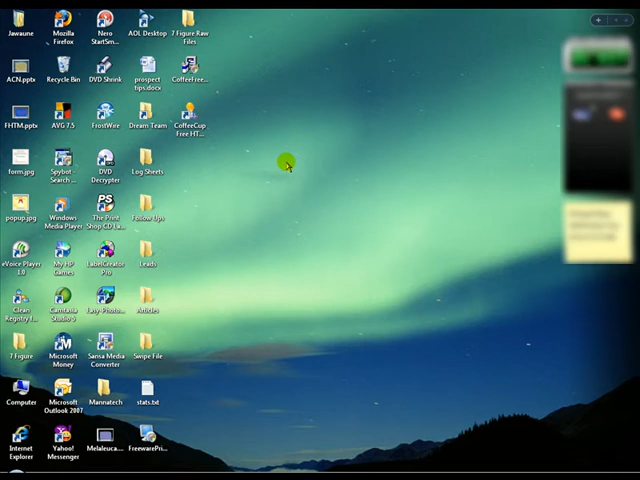 Jawaune
Mozilla
Firefox
Nero
StartSm...
AOL Desktop
7 Figure Raw
Files
ACN.pptx
Recycle Bin
DVD Shrink
prospect
tips.docx
CoffeeFree...
FHTM.pptx
AVG 7.5
FrostWire
Dream Team
CoffeeCup
Free HT...
form.jpg
Spybot -
Search ...
DVD
Decrypter
Log Sheets
popup.jpg
Windows
Media Player
The Print
Shop CD La...
Follow Ups
eVoice Player
1.0
My HP
Games
LabelCreator
Pro
Leads
Clean
Registry f...
Camtasia
Studio 5
Easy-Photo...
Articles
7 Figure
Microsoft
Money
Sansa Media
Converter
Swipe File
Computer
Microsoft
Outlook 2007
Mannatech
stats.txt
Internet
Explorer
Yahoo!
Messenger
Melaleuca....
FreewarePri...